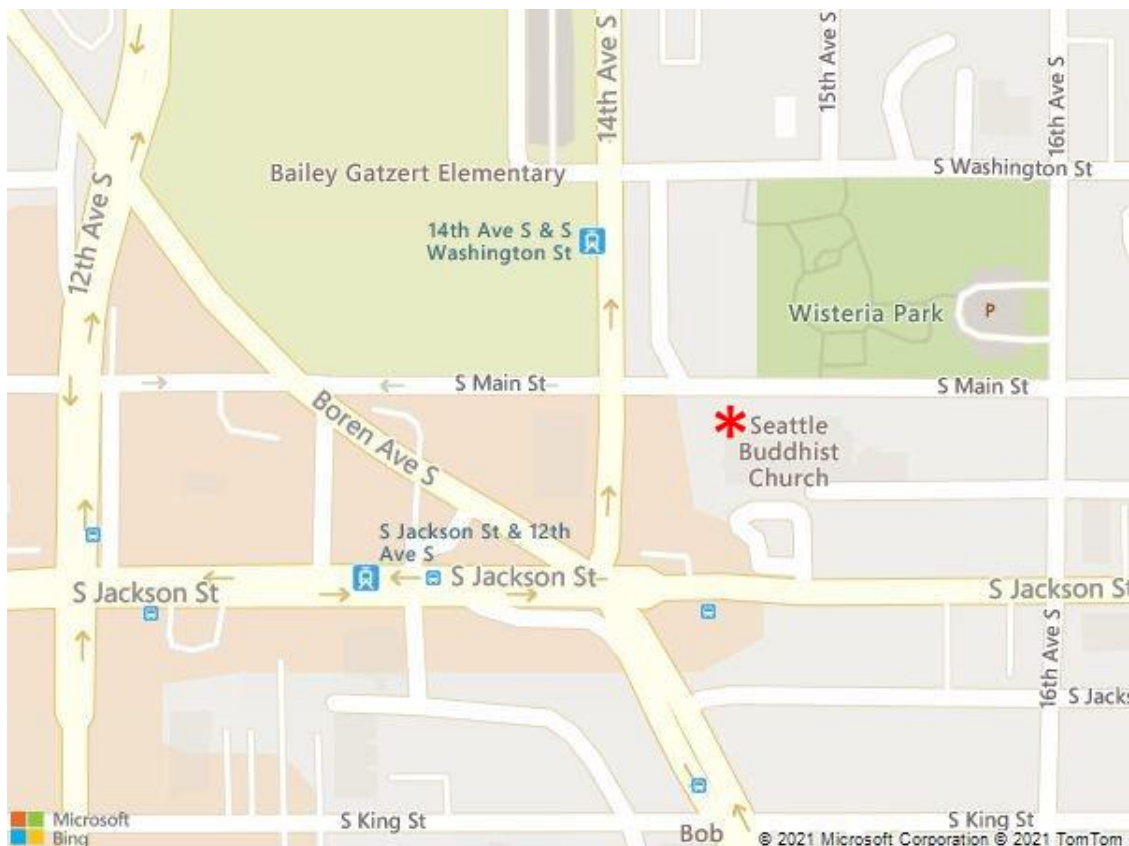 14th Ave S
15th Ave S
16th Ave S
S Washington St
Bailey Gatzert Elementary
12th Ave S
14th Ave S & S
Washington St
Wisteria Park
P
S Main St
S Main St
Boren Ave S
Seattle
Buddhist
Church
S Jackson St & 12th
Ave S
S Jackson St
S Jackson St
S Jackson St
16th Ave S
S Jacks
Microsoft
Bing
S King St
S King St
Bob
© 2021 Microsoft Corporation © 2021 TomTom